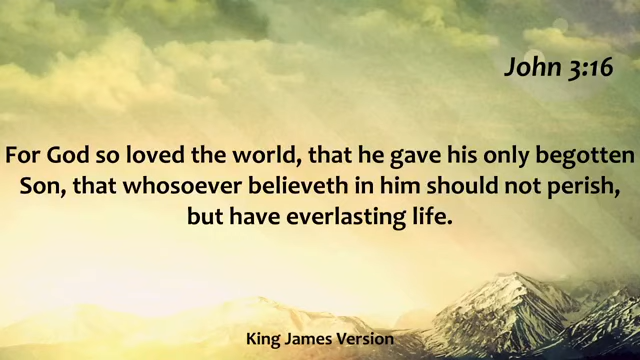 John 3:16
For God so loved the world, that he gave his only begotten
Son, that whosoever believeth in him should not perish,
but have everlasting life.
King James Version